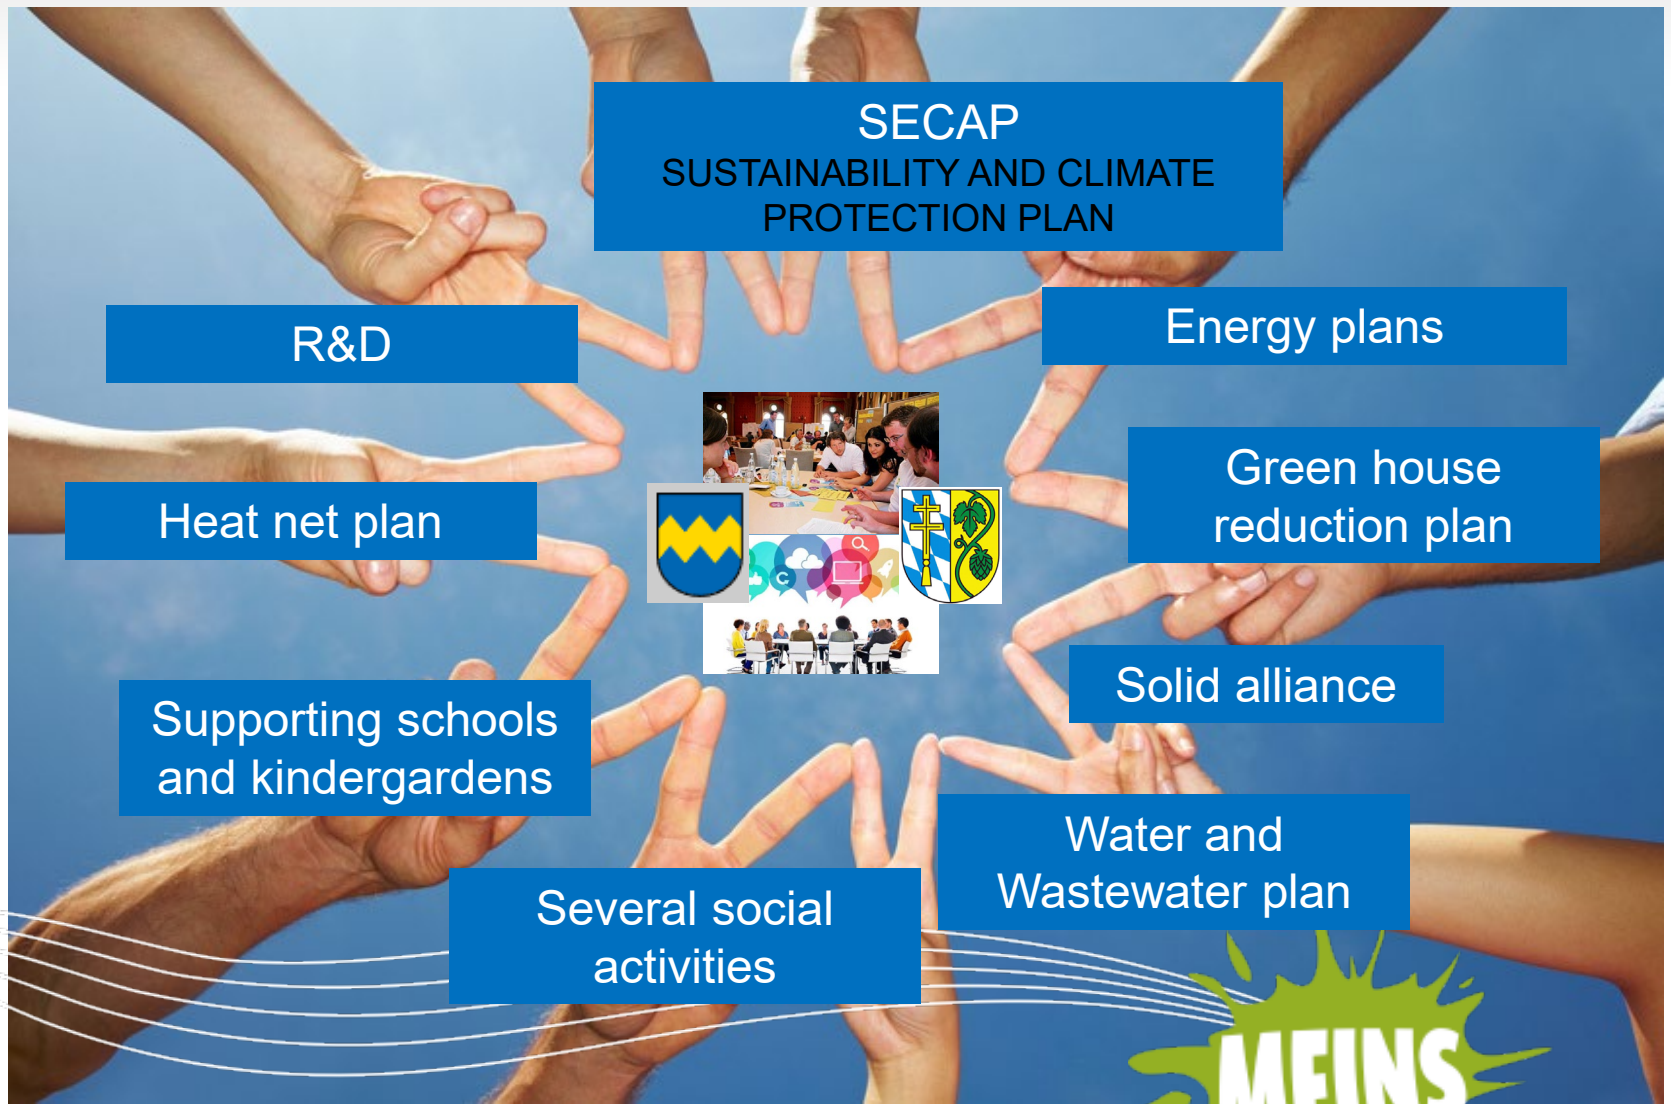 SECAP
SUSTAINABILITY AND CLIMATE
PROTECTION PLAN
R&D
Energy plans
Green house
reduction plan
Heat net plan
Solid alliance
Supporting schools
and kindergardens
Water and
Wastewater plan
Several social
activities
MEINS